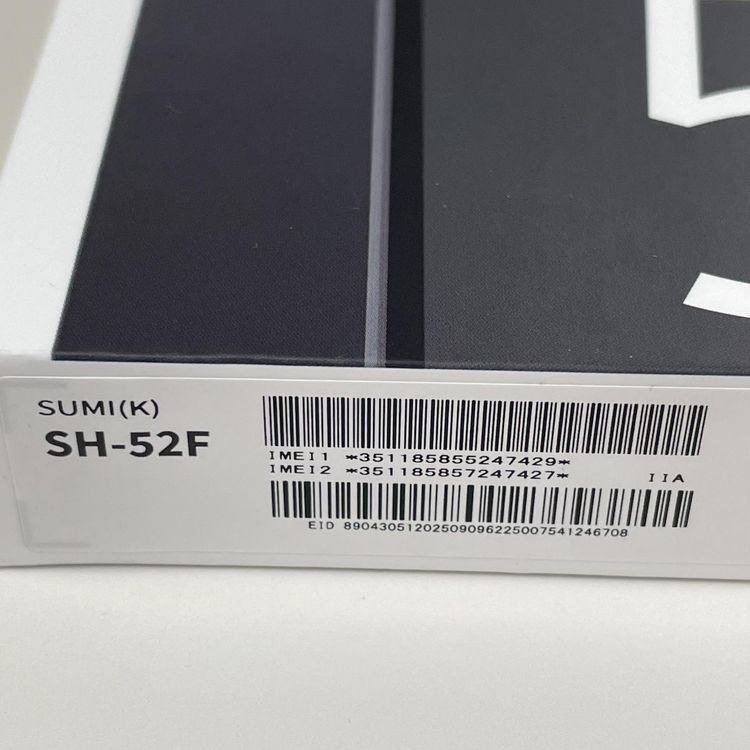 SUMI(K)
SH-52F
IMEI1 *351185855247429*
IMEI2 *351185857247427* IIA
EID 89043051202509096225007541246708